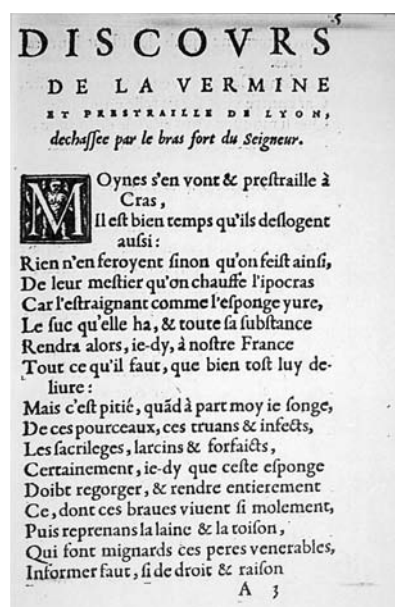 5
DISCOVRS
DE LA VERMINE
ET PRESTRAILLE DE LYON,
dechaſſee par le bras fort du Seigneur.
MOynes s'en vont & preſtraille à
Cras,
Il eſt bien temps qu'ils deſlogent
auſsi:
Rien n'en feroyent ſinon qu'on feiſt ainſi,
De leur meſtier qu'on chauffe l'ipocras
Car l'eſtraignant comme l'eſponge yure,
Le ſuc qu'elle ha, & toute ſa ſubſtance
Rendra alors, ie-dy, à noſtre France
Tout ce qu'il faut, que bien toſt luy de-
liure:
Mais c'eſt pitié, quãd à part moy ie ſonge,
De ces pourceaux, ces truans & infects,
Les ſacrileges, larcins & forfaicts,
Certainement, ie-dy que ceſte eſponge
Doibt regorger, & rendre entierement
Ce, dont ces braues viuent ſi molement,
Puis reprenans la laine & la toiſon,
Qui font mignards ces peres venerables,
Informer faut, ſi de droit & raiſon
A 3